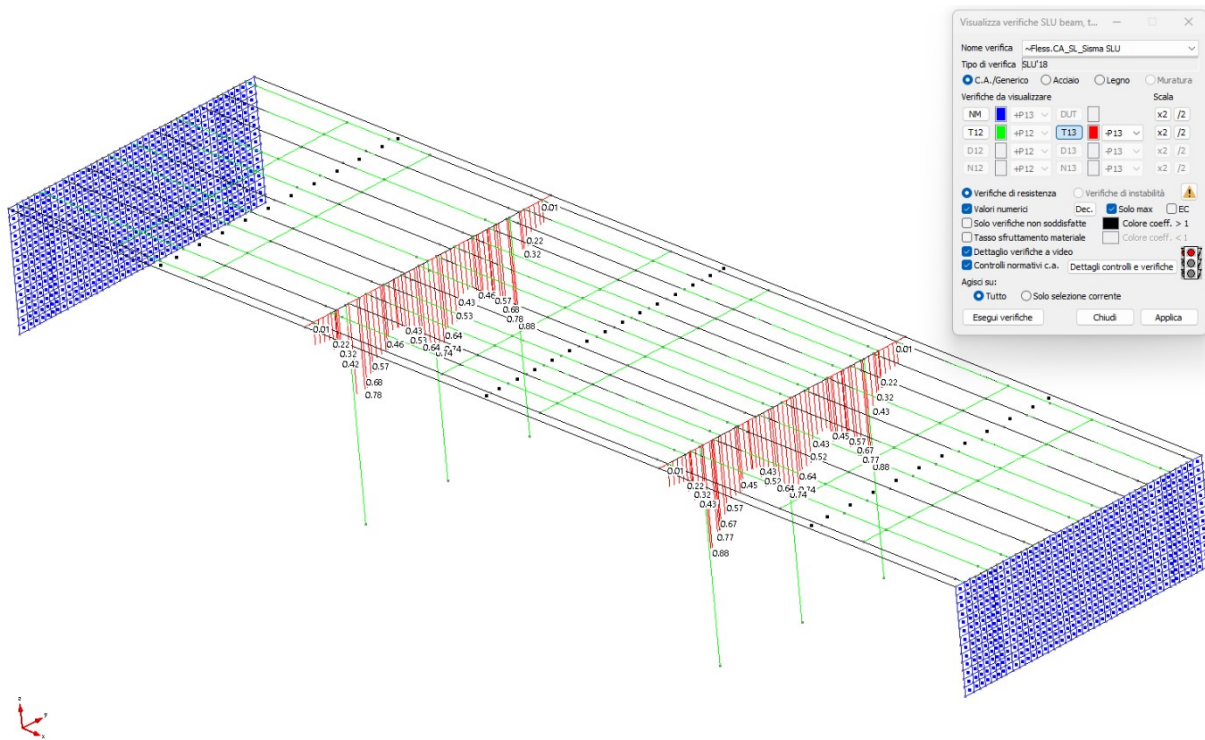 Visualizza verifiche SLU beam, t...
Nome verifica ~Fless.CA_SL_Sisma SLU
Tipo di verifica SLU'18
C.A./Generico Acciaio Legno Muratura
Verifiche da visualizzare Scala
NM +P13 DUT x2 /2
T12 +P12 T13 -P13 x2 /2
D12 +P12 D13 -P13 x2 /2
N12 +P12 N13 -P13 x2 /2
Verifiche di resistenza Verifiche di instabilità
Valori numerici Dec. Solo max EC
Solo verifiche non soddisfatte Colore coeff. > 1
Tasso sfruttamento materiale Colore coeff. < 1
Dettaglio verifiche a video
Controlli normativi c.a. Dettagli controlli e verifiche
Agisci su:
Tutto Solo selezione corrente
Esegui verifiche Chiudi Applica
0.01
0.22
0.32
0.46
0.57
0.68
0.78
0.88
0.43
0.53
0.64
0.74
0.43
0.53
0.64
0.74
0.46
0.01
0.22
0.32
0.42
0.57
0.68
0.78
0.01
0.22
0.32
0.43
0.45
0.57
0.67
0.77
0.88
0.43
0.52
0.64
0.74
0.43
0.52
0.64
0.74
0.45
0.01
0.22
0.32
0.43
0.57
0.67
0.77
0.88
z
y
x